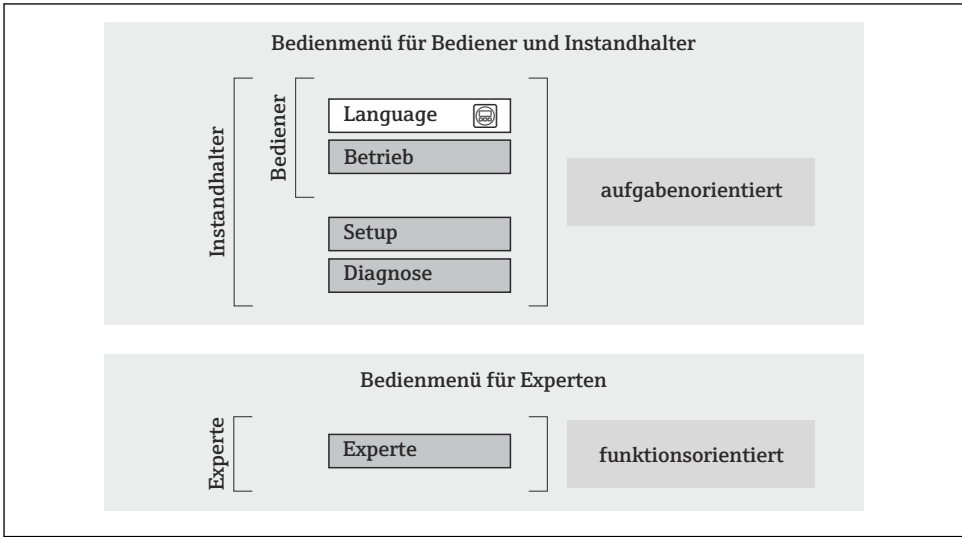 Bedienmenü für Bediener und Instandhalter
Instandhalter
Bediener
Language
Betrieb
Setup
Diagnose
aufgabenorientiert
Bedienmenü für Experten
Experte
Experte
funktionsorientiert